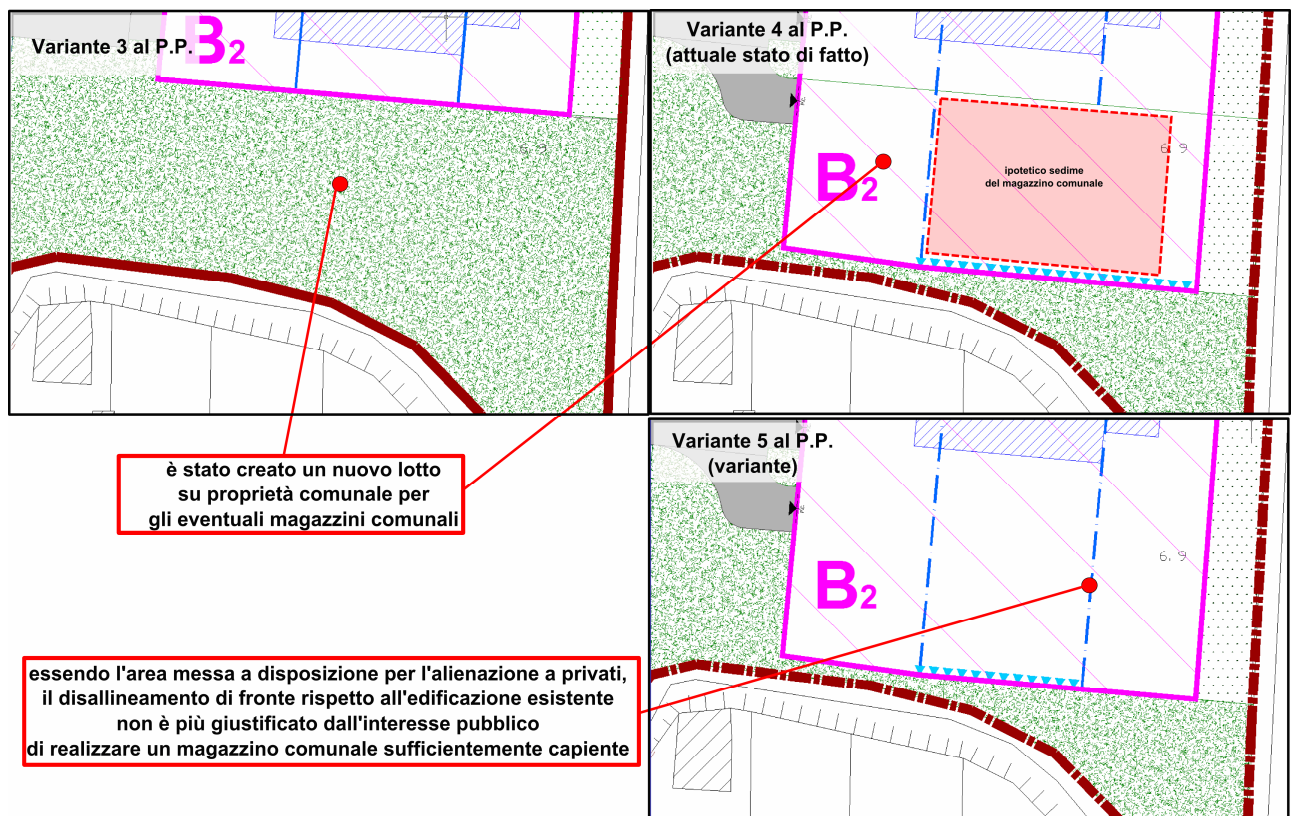 Variante 3 al P.P.
B2
6. 9
Variante 4 al P.P.
(attuale stato di fatto)
B2
6. 9
ipotetico sedime
del magazzino comunale
è stato creato un nuovo lotto
su proprietà comunale per
gli eventuali magazzini comunali
Variante 5 al P.P.
(variante)
B2
6. 9
essendo l'area messa a disposizione per l'alienazione a privati,
il disallineamento di fronte rispetto all'edificazione esistente
non è più giustificato dall'interesse pubblico
di realizzare un magazzino comunale sufficientemente capiente